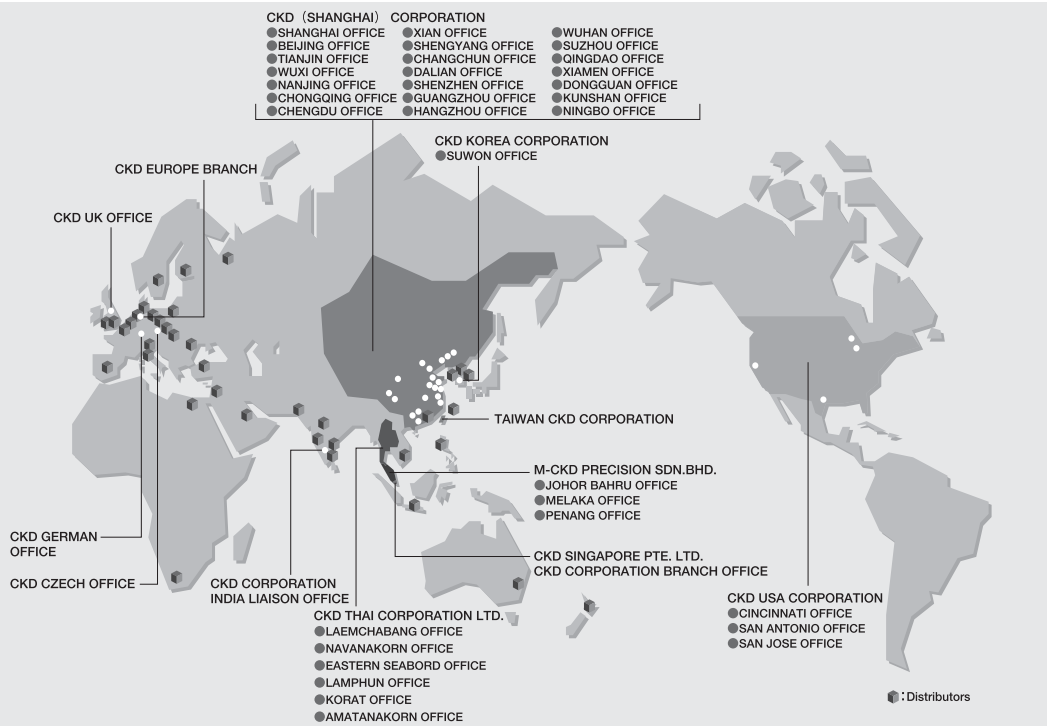 CKD（SHANGHAI） CORPORATION
●SHANGHAI OFFICE ●XIAN OFFICE ●WUHAN OFFICE
●BEIJING OFFICE ●SHENGYANG OFFICE ●SUZHOU OFFICE
●TIANJIN OFFICE ●CHANGCHUN OFFICE ●QINGDAO OFFICE
●WUXI OFFICE ●DALIAN OFFICE ●XIAMEN OFFICE
●NANJING OFFICE ●SHENZHEN OFFICE ●DONGGUAN OFFICE
●CHONGQING OFFICE ●GUANGZHOU OFFICE ●KUNSHAN OFFICE
●CHENGDU OFFICE ●HANGZHOU OFFICE ●NINGBO OFFICE
CKD KOREA CORPORATION
●SUWON OFFICE
CKD EUROPE BRANCH
CKD UK OFFICE
TAIWAN CKD CORPORATION
M-CKD PRECISION SDN.BHD.
●JOHOR BAHRU OFFICE
●MELAKA OFFICE
●PENANG OFFICE
CKD GERMAN
OFFICE
CKD CZECH OFFICE
CKD CORPORATION
INDIA LIAISON OFFICE
CKD SINGAPORE PTE. LTD.
CKD CORPORATION BRANCH OFFICE
CKD THAI CORPORATION LTD.
●LAEMCHABANG OFFICE
●NAVANAKORN OFFICE
●EASTERN SEABORD OFFICE
●LAMPHUN OFFICE
●KORAT OFFICE
●AMATANAKORN OFFICE
CKD USA CORPORATION
●CINCINNATI OFFICE
●SAN ANTONIO OFFICE
●SAN JOSE OFFICE
：Distributors